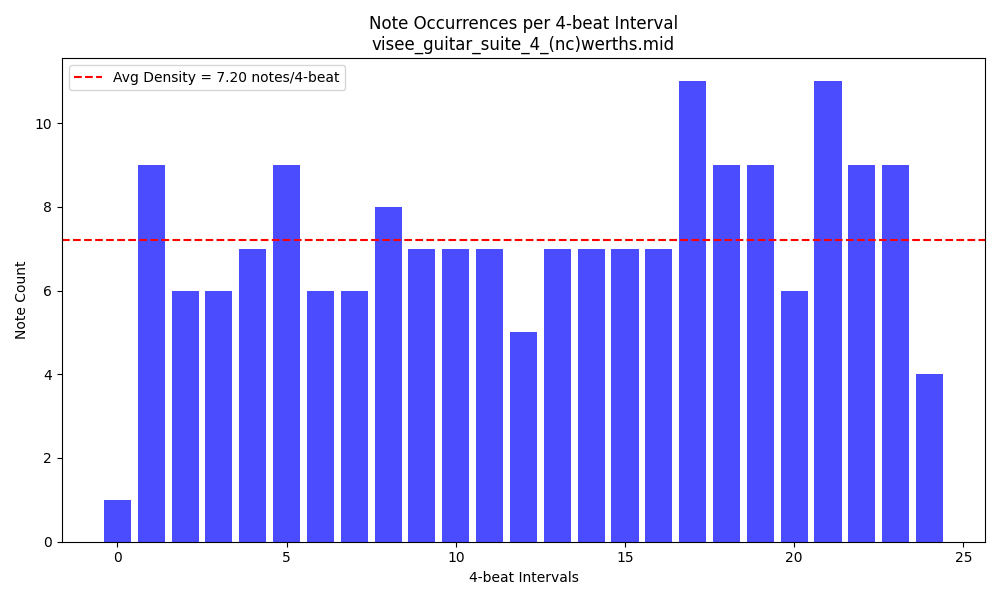 Note Occurrences per 4-beat Interval
visee_guitar_suite_4_(nc)werths.mid
Avg Density = 7.20 notes/4-beat
Note Count
10
8
6
4
2
0
0 5 10 15 20 25
4-beat Intervals